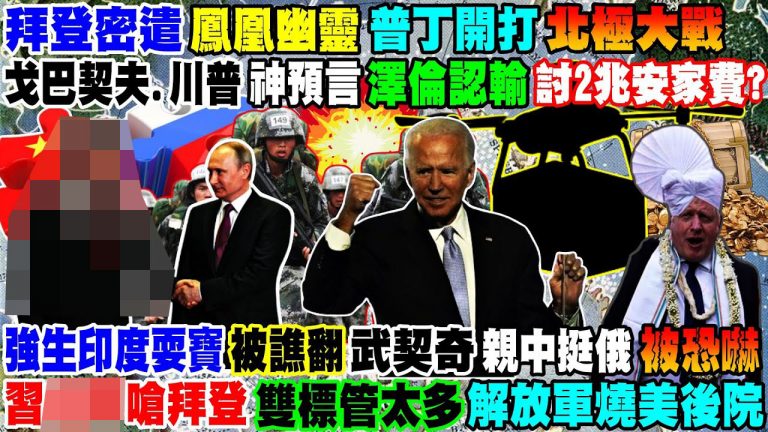 拜登密遣 鳳凰幽靈 普丁開打 北極大戰
戈巴契夫.川普 神預言 澤倫認輸 討2兆安家費?
149
強生印度耍寶 被譙翻 武契奇 親中挺俄 被恐嚇
習 嗆拜登 雙標管太多 解放軍燒美後院